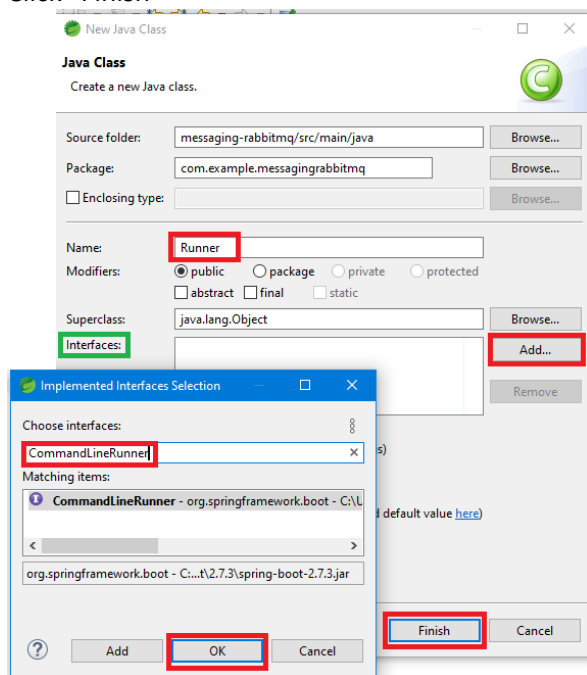 Click "Finish"
New Java Class
Java Class
Create a new Java class.
Source folder: messaging-rabbitmq/src/main/java Browse...
Package: com.example.messagingrabbitmq Browse...
Enclosing type: Browse...
Name: Runner
Modifiers: public package private protected
abstract final static
Superclass: java.lang.Object Browse...
Interfaces: Add...
Remove
Implemented Interfaces Selection
Choose interfaces:
CommandLineRunner
Matching items:
CommandLineRunner - org.springframework.boot - C:\U
org.springframework.boot - C:...t\2.7.3\spring-boot-2.7.3.jar
? Add OK Cancel
s)
default value here)
Finish Cancel